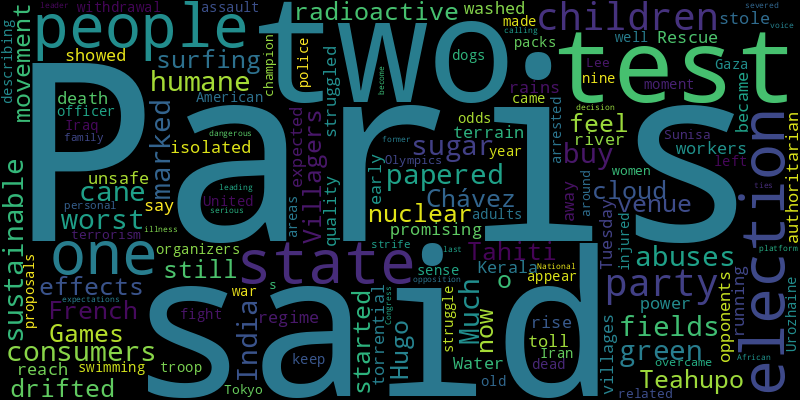 leader
withdrawal
assault
radioactive
washed
made
children
stole
severed
voice
people
two
describing
movement
showed
surfing
humane
police
champion
calling
dogs
packs
well
Rescue
test
Gaza
death
officer
Iraq
family
American
become
struggled
rains
came
Lee
nine
moment
became
Paris
marked
isolated
Villagers
expected
dangerous
former
sugar
odds
terrain
arrested
feel
river
decision
Sunisa
workers
left
election
authoritarian
unsafe
cane
quality
early
Olympics
year
papered
buy
women
sustainable
personal
worst
say
United
leading
serious
nuclear
Chávez
adults
away
cloud
venue
areas
promising
around
ties
terrorism
illness
one
organizers
state
strife
last
Tahiti
Tuesday
injured
abuses
proposals
effects
still
sense
Kerala
National
appear
party
platform
French
war
s
said
opposition
Much
o
power
running
opponents
Urozhaine
Games
India
regime
started
torrential
Hugo
Congress
struggle
now
rise
villages
fields
consumers
fight
Water
toll
Iran
green
overcame
African
reach
expectations
swimming
troop
keep
dead
drifted
Tokyo
old
related
Teahupo